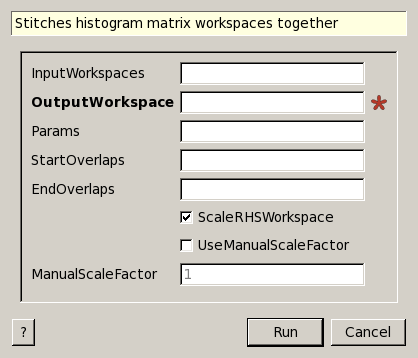 Stitches histogram matrix workspaces together
InputWorkspaces
OutputWorkspace *
Params
StartOverlaps
EndOverlaps
ScaleRHSWorkspace
UseManualScaleFactor
ManualScaleFactor 1
? Run Cancel